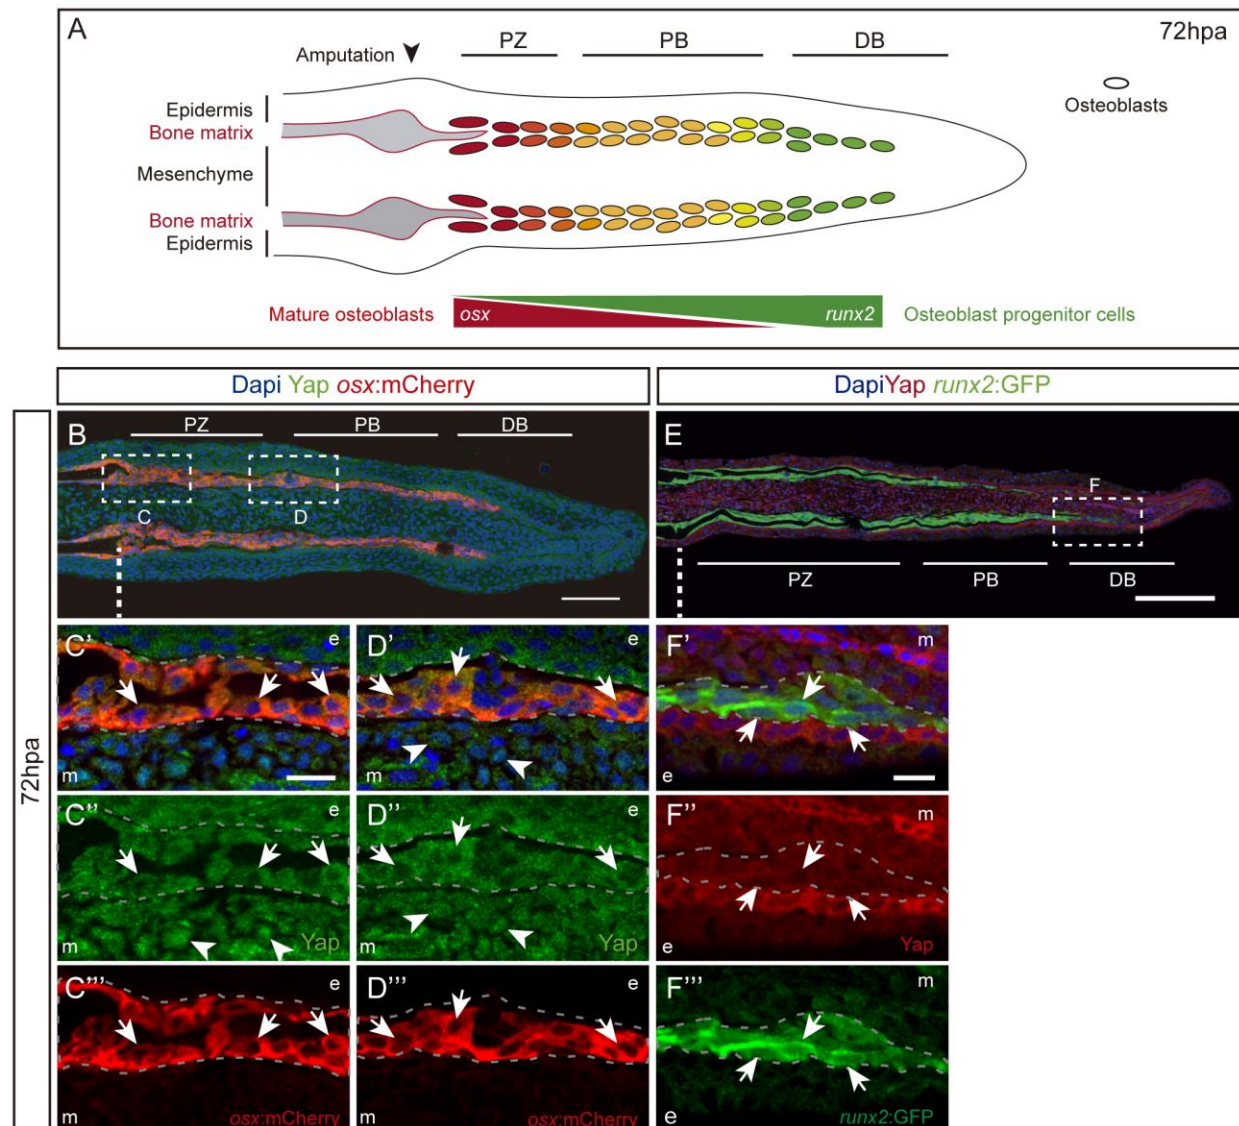 A
72hpa
PZ
PB
DB
Amputation
Osteoblasts
Epidermis
Bone matrix
Mesenchyme
Bone matrix
Epidermis
Mature osteoblasts
osx
runx2
Osteoblast progenitor cells
Dapi Yap osx:mCherry
DapiYap runx2:GFP
72hpa
B
PZ
PB
DB
C
D
E
F
PZ
PB
DB
C'
e
m
D'
e
m
F'
m
e
C''
e
m
Yap
D''
e
m
Yap
F''
m
e
Yap
C'''
e
m
osx:mCherry
D'''
e
m
osx:mCherry
F'''
m
e
runx2:GFP